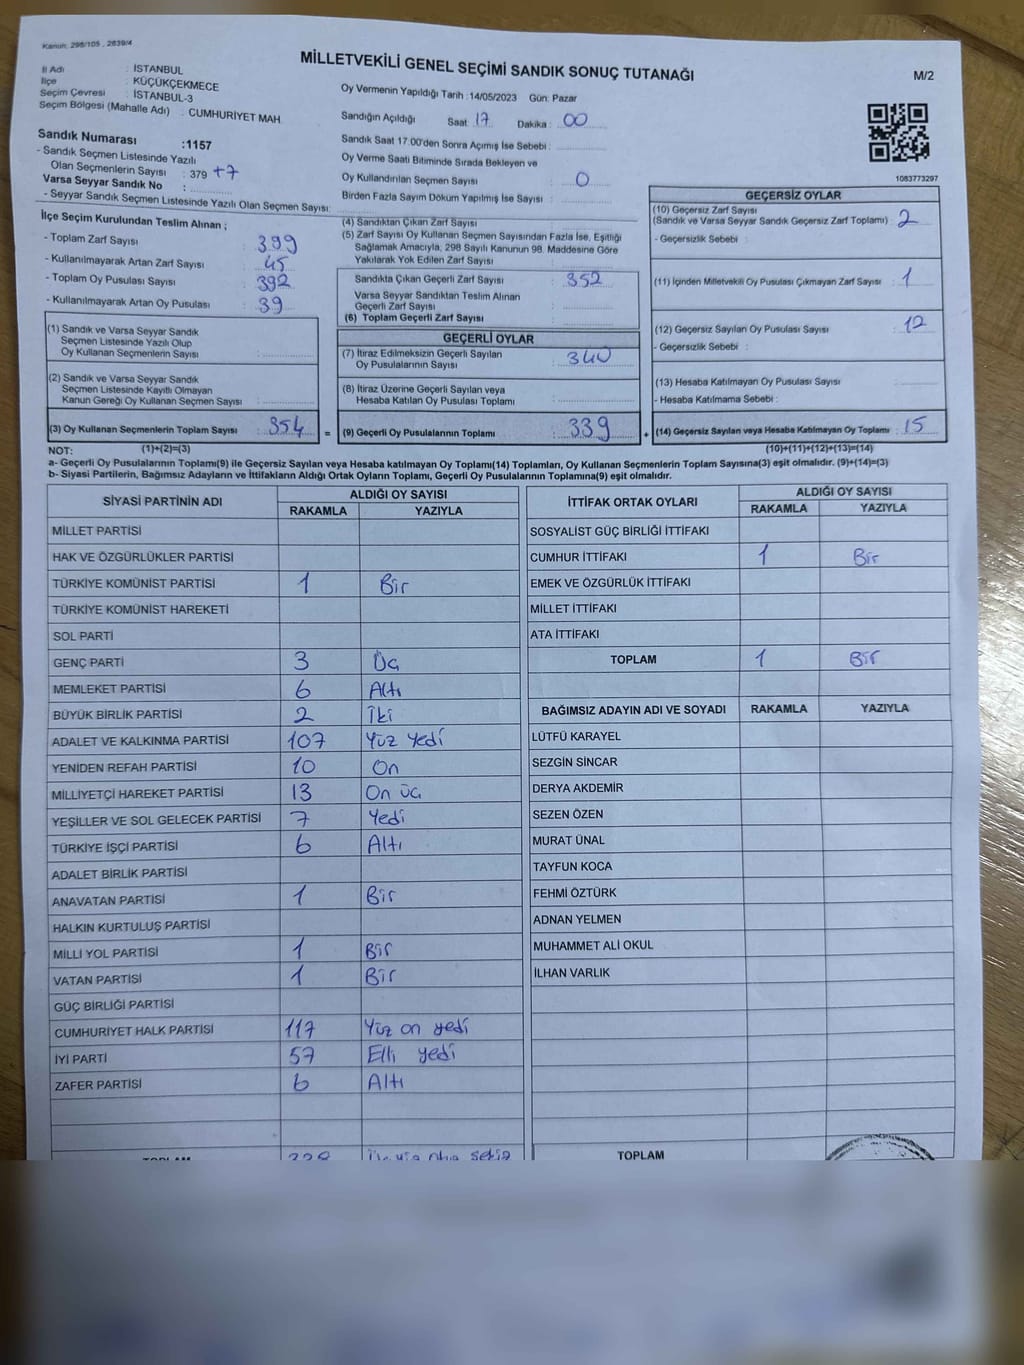 Kanun: 298/105 , 2839/4
MİLLETVEKİLİ GENEL SEÇİMİ SANDIK SONUÇ TUTANAĞI
M/2
İl Adı : İSTANBUL
İlçe : KÜÇÜKÇEKMECE
Seçim Çevresi : İSTANBUL-3
Seçim Bölgesi (Mahalle Adı) : CUMHURİYET MAH
Sandık Numarası :1157
- Sandık Seçmen Listesinde Yazılı
Olan Seçmenlerin Sayısı : 379 +7
Varsa Seyyar Sandık No :
- Seyyar Sandık Seçmen Listesinde Yazılı Olan Seçmen Sayısı:
Oy Vermenin Yapıldığı Tarih :14/05/2023 Gün: Pazar
Sandığın Açıldığı Saat :17 Dakika : 00
Sandık Saat 17.00'den Sonra Açımış İse Sebebi :
Oy Verme Saati Bitiminde Sırada Bekleyen ve
Oy Kullandırılan Seçmen Sayısı : 0
Birden Fazla Sayım Döküm Yapılmış İse Sayısı :
1083773297
İlçe Seçim Kurulundan Teslim Alınan ;
- Toplam Zarf Sayısı : 399
- Kullanılmayarak Artan Zarf Sayısı : 45
- Toplam Oy Pusulası Sayısı : 392
- Kullanılmayarak Artan Oy Pusulası : 39
(1) Sandık ve Varsa Seyyar Sandık
Seçmen Listesinde Yazılı Olup
Oy Kullanan Seçmenlerin Sayısı :
(2) Sandık ve Varsa Seyyar Sandık
Seçmen Listesinde Kayıtlı Olmayan
Kanun Gereği Oy Kullanan Seçmen Sayısı :
(3) Oy Kullanan Seçmenlerin Toplam Sayısı : 354 =
(1)+(2)=(3)
(4) Sandıktan Çıkan Zarf Sayısı :
(5) Zarf Sayısı Oy Kullanan Seçmen Sayısından Fazla İse, Eşitliği
Sağlamak Amacıyla, 298 Sayılı Kanunun 98. Maddesine Göre
Yakılarak Yok Edilen Zarf Sayısı :
Sandıkta Çıkan Geçerli Zarf Sayısı : 352
Varsa Seyyar Sandıktan Teslim Alınan
Geçerli Zarf Sayısı :
(6) Toplam Geçerli Zarf Sayısı :
GEÇERLİ OYLAR
(7) İtiraz Edilmeksizin Geçerli Sayılan
Oy Pusulalarının Sayısı : 340
(8) İtiraz Üzerine Geçerli Sayılan veya
Hesaba Katılan Oy Pusulası Toplamı :
(9) Geçerli Oy Pusulalarının Toplamı : 339 +
GEÇERSİZ OYLAR
(10) Geçersiz Zarf Sayısı
(Sandık ve Varsa Seyyar Sandık Geçersiz Zarf Toplamı) : 2
- Geçersizlik Sebebi :
(11) İçinden Milletvekili Oy Pusulası Çıkmayan Zarf Sayısı : 1
(12) Geçersiz Sayılan Oy Pusulası Sayısı : 12
- Geçersizlik Sebebi :
(13) Hesaba Katılmayan Oy Pusulası Sayısı :
- Hesaba Katılmama Sebebi :
(14) Geçersiz Sayılan veya Hesaba Katılmayan Oy Toplamı : 15
(10)+(11)+(12)+(13)=(14)
NOT:
a- Geçerli Oy Pusulalarının Toplamı(9) ile Geçersiz Sayılan veya Hesaba katılmayan Oy Toplamı(14) Toplamları, Oy Kullanan Seçmenlerin Toplam Sayısına(3) eşit olmalıdır. (9)+(14)=(3)
b- Siyasi Partilerin, Bağımsız Adayların ve İttifakların Aldığı Ortak Oyların Toplamı, Geçerli Oy Pusulalarının Toplamına(9) eşit olmalıdır.
SİYASİ PARTİNİN ADI
ALDIĞI OY SAYISI
RAKAMLA YAZIYLA
MİLLET PARTİSİ
HAK VE ÖZGÜRLÜKLER PARTİSİ
TÜRKİYE KOMÜNİST PARTİSİ 1 Bir
TÜRKİYE KOMÜNİST HAREKETİ
SOL PARTİ
GENÇ PARTİ 3 Üç
MEMLEKET PARTİSİ 6 Altı
BÜYÜK BİRLİK PARTİSİ 2 İki
ADALET VE KALKINMA PARTİSİ 107 Yüz Yedi
YENİDEN REFAH PARTİSİ 10 On
MİLLİYETÇİ HAREKET PARTİSİ 13 On üç
YEŞİLLER VE SOL GELECEK PARTİSİ 7 Yedi
TÜRKİYE İŞÇİ PARTİSİ 6 Altı
ADALET BİRLİK PARTİSİ
ANAVATAN PARTİSİ 1 Bir
HALKIN KURTULUŞ PARTİSİ
MİLLİ YOL PARTİSİ 1 Bir
VATAN PARTİSİ 1 Bir
GÜÇ BİRLİĞİ PARTİSİ
CUMHURİYET HALK PARTİSİ 117 Yüz on yedi
İYİ PARTİ 57 Elli yedi
ZAFER PARTİSİ 6 Altı
TOPLAM
İTTİFAK ORTAK OYLARI
ALDIĞI OY SAYISI
RAKAMLA YAZIYLA
SOSYALİST GÜÇ BİRLİĞİ İTTİFAKI
CUMHUR İTTİFAKI 1 Bir
EMEK VE ÖZGÜRLÜK İTTİFAKI
MİLLET İTTİFAKI
ATA İTTİFAKI
TOPLAM 1 Bir
BAĞIMSIZ ADAYIN ADI VE SOYADI RAKAMLA YAZIYLA
LÜTFÜ KARAYEL
SEZGİN SİNCAR
DERYA AKDEMİR
SEZEN ÖZEN
MURAT ÜNAL
TAYFUN KOCA
FEHMİ ÖZTÜRK
ADNAN YELMEN
MUHAMMET ALİ OKUL
İLHAN VARLIK
TOPLAM